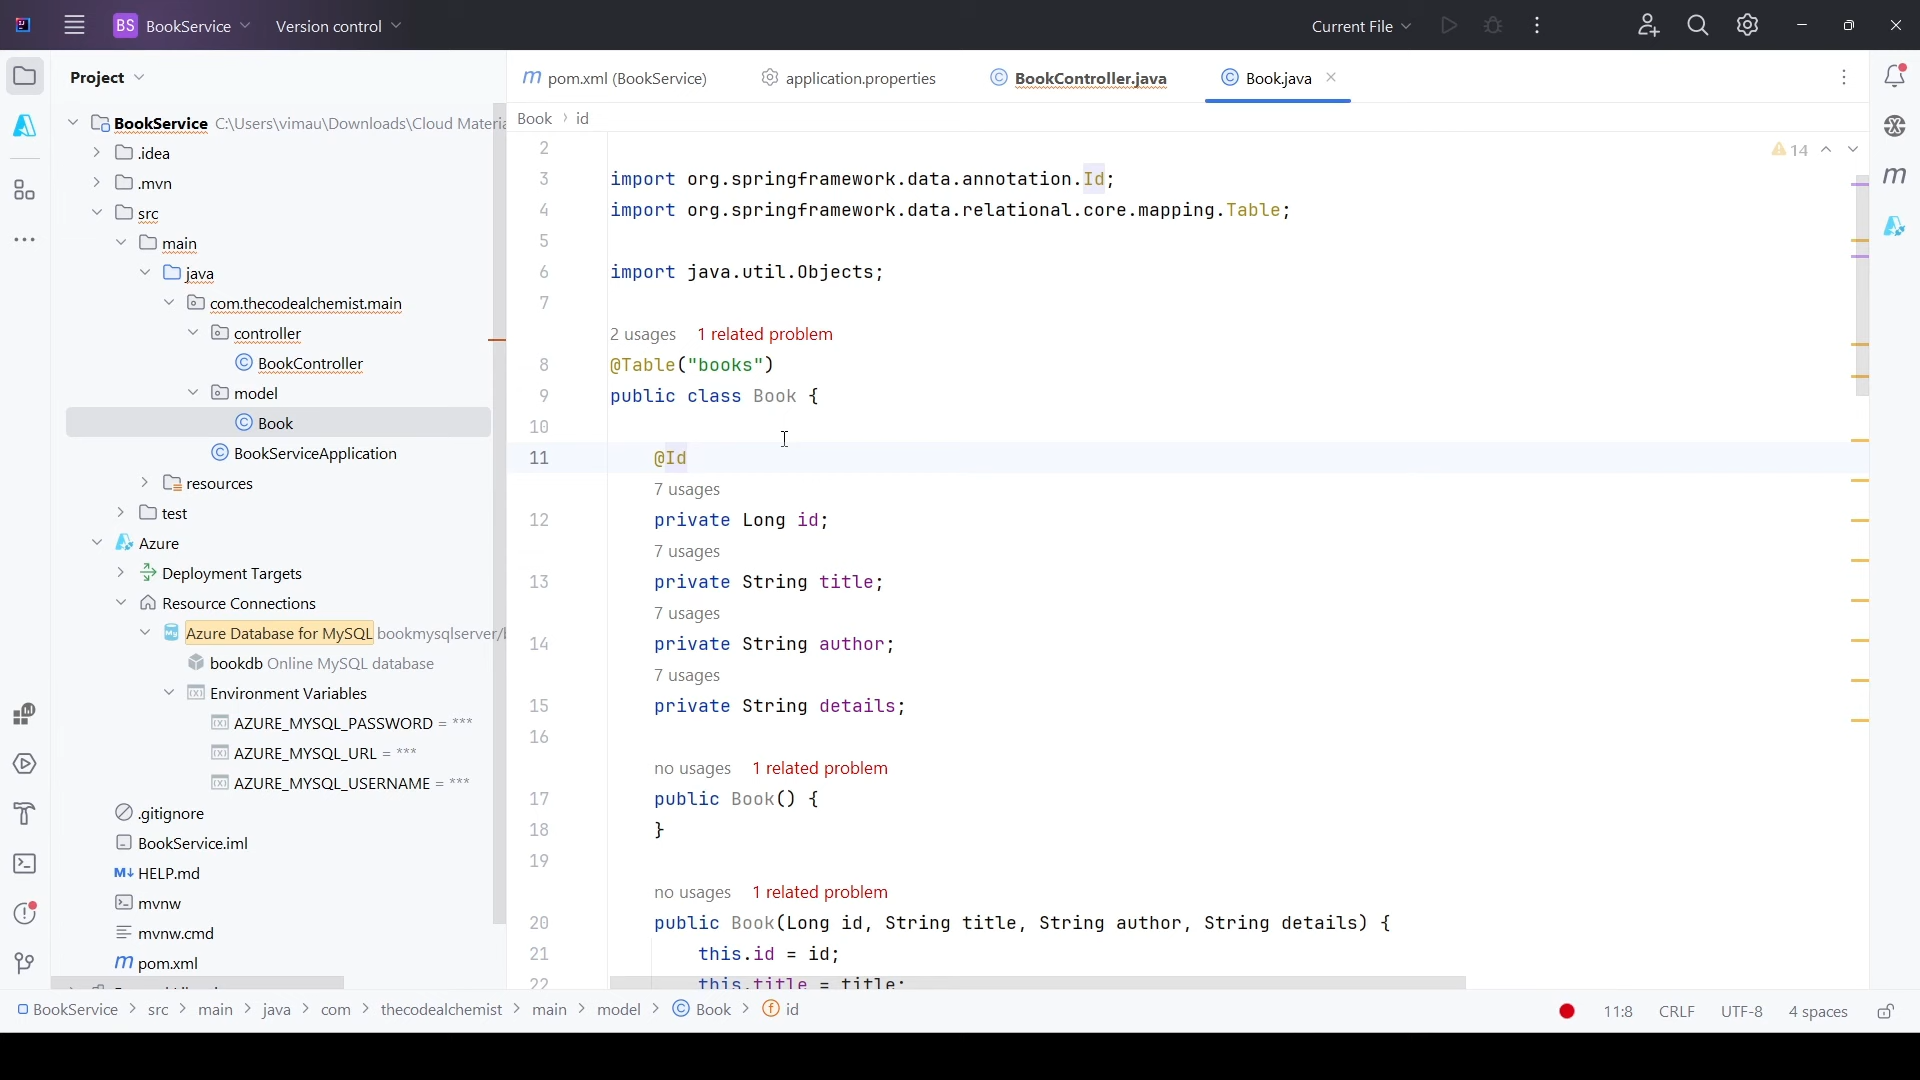 BS BookService Version control Current File
Project
pom.xml (BookService) application.properties BookController.java Book.java
BookService C:\Users\vimau\Downloads\Cloud Materia
.idea
.mvn
src
main
java
com.thecodealchemist.main
controller
BookController
model
Book
BookServiceApplication
resources
test
Azure
Deployment Targets
Resource Connections
Azure Database for MySQL bookmysqlserver/
bookdb Online MySQL database
Environment Variables
AZURE_MYSQL_PASSWORD = ***
AZURE_MYSQL_URL = ***
AZURE_MYSQL_USERNAME = ***
.gitignore
BookService.iml
M↓ HELP.md
mvnw
mvnw.cmd
m pom.xml
Book > id
14
2
3 import org.springframework.data.annotation.Id;
4 import org.springframework.data.relational.core.mapping.Table;
5
6 import java.util.Objects;
7
2 usages 1 related problem
8 @Table("books")
9 public class Book {
10
11 @Id
7 usages
12 private Long id;
7 usages
13 private String title;
7 usages
14 private String author;
7 usages
15 private String details;
16
no usages 1 related problem
17 public Book() {
18 }
19
no usages 1 related problem
20 public Book(Long id, String title, String author, String details) {
21 this.id = id;
22 this.title = title;
BookService > src > main > java > com > thecodealchemist > main > model > Book > id
11:8 CRLF UTF-8 4 spaces